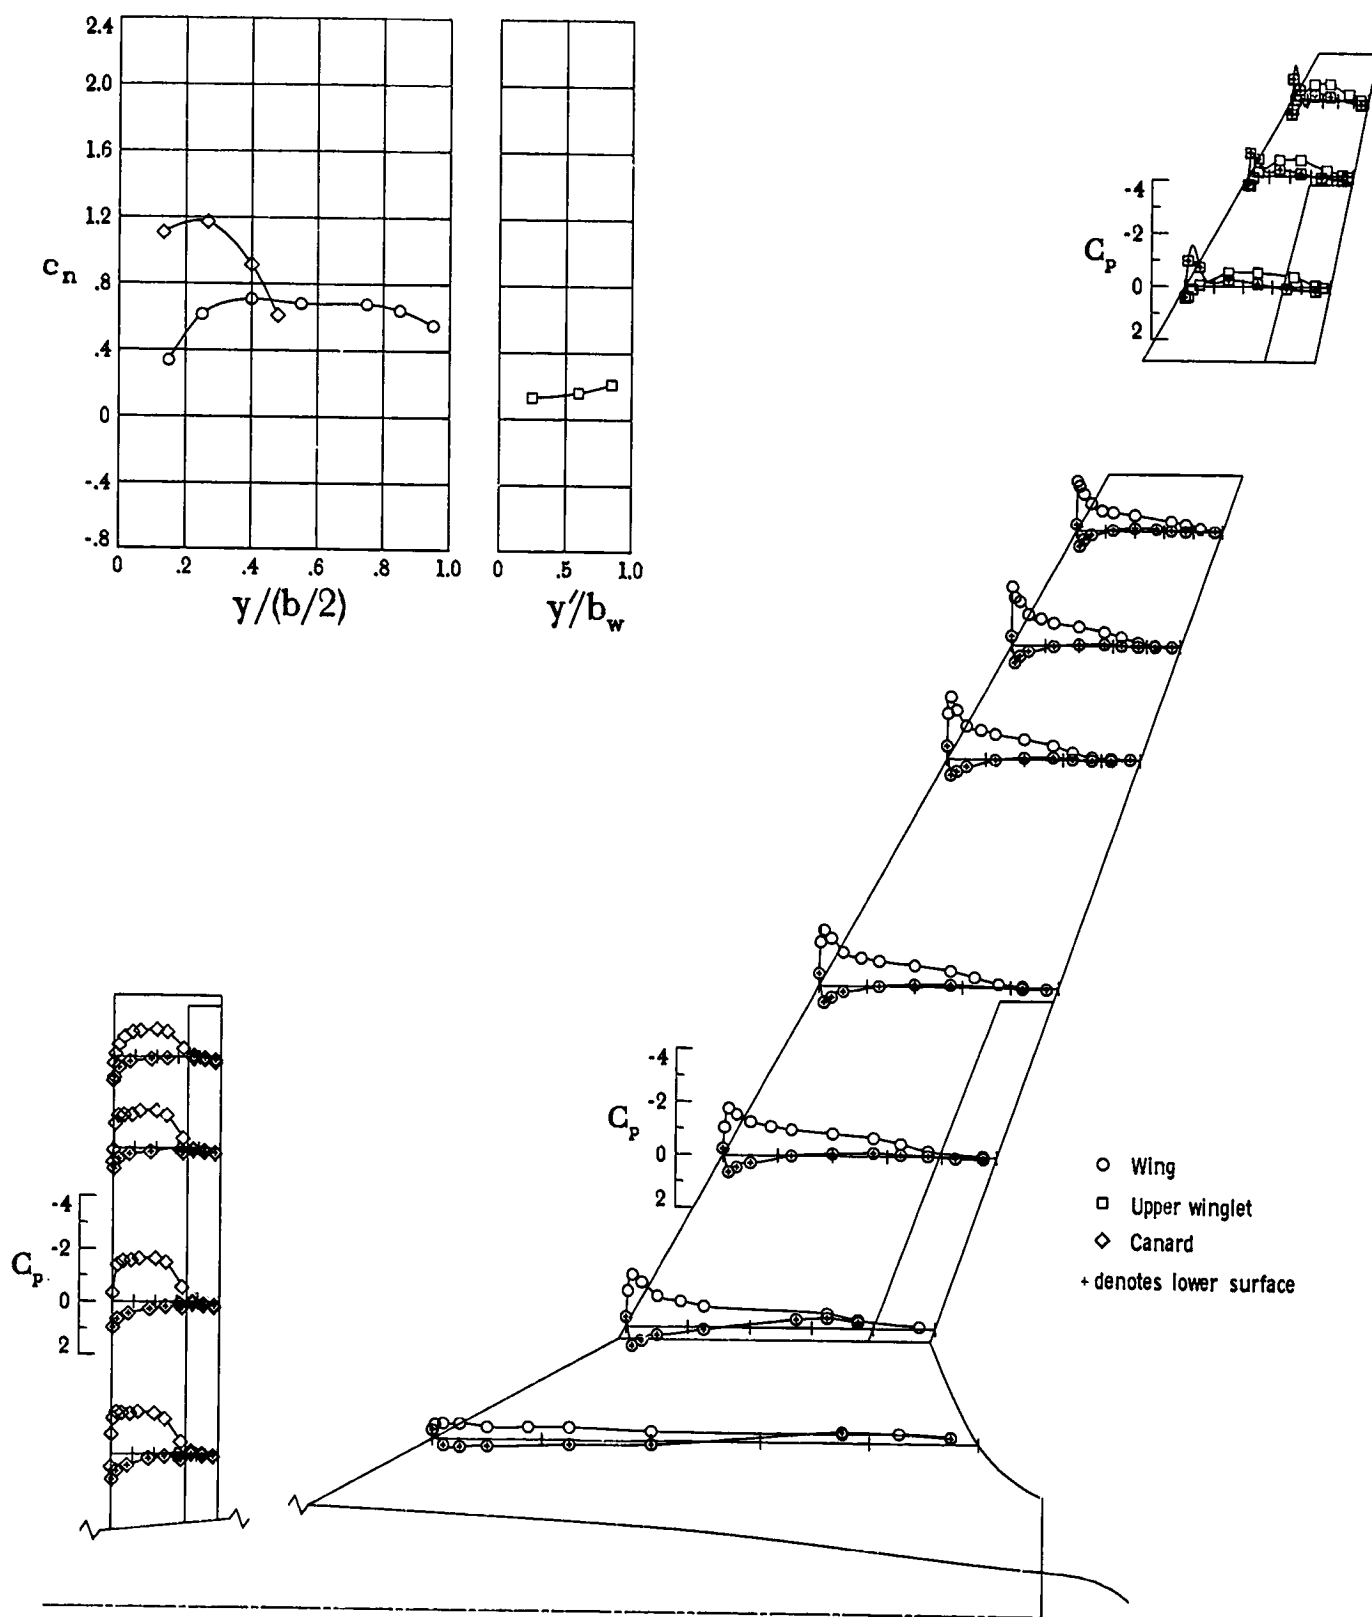 2.4
2.0
1.6
1.2
.8
.4
0
-.4
-.8
c_n
0 .2 .4 .6 .8 1.0
y/(b/2)
0 .5 1.0
y'/b_w
-4
-2
0
2
C_p
-4
-2
0
2
C_p
-4
-2
0
2
C_p
Wing
Upper winglet
Canard
+ denotes lower surface